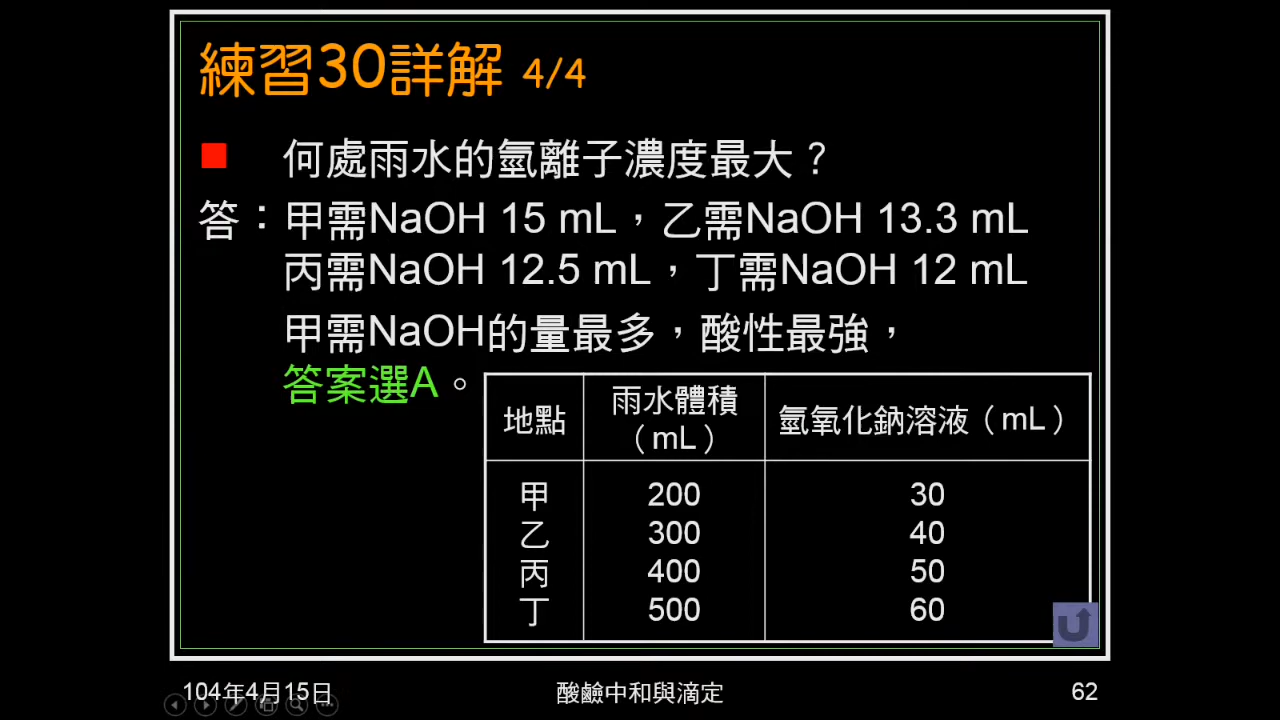 練習30詳解 4/4
何處雨水的氫離子濃度最大？
答：甲需NaOH 15 mL，乙需NaOH 13.3 mL
丙需NaOH 12.5 mL，丁需NaOH 12 mL
甲需NaOH的量最多，酸性最強，
答案選A。
地點 雨水體積（mL） 氫氧化鈉溶液（mL）
甲 200 30
乙 300 40
丙 400 50
丁 500 60
104年4月15日 酸鹼中和與滴定 62